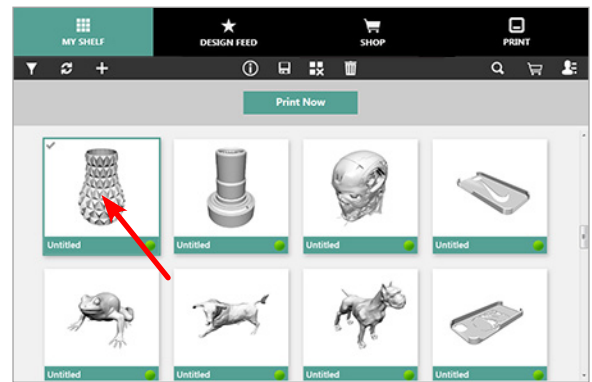 MY SHELF
DESIGN FEED
SHOP
PRINT
Print Now
Untitled
Untitled
Untitled
Untitled
Untitled
Untitled
Untitled
Untitled